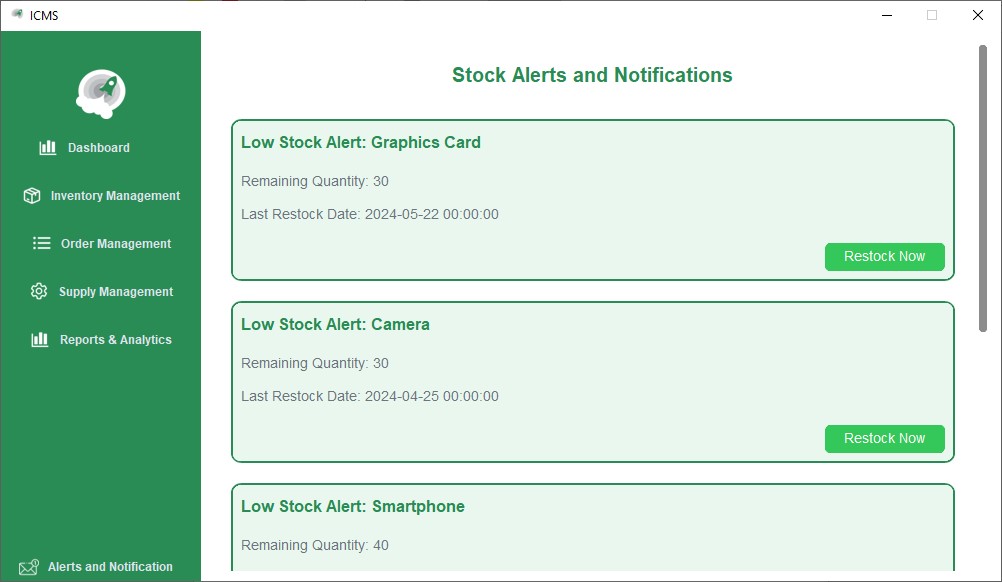 ICMS
Dashboard
Inventory Management
Order Management
Supply Management
Reports & Analytics
Alerts and Notification
Stock Alerts and Notifications
Low Stock Alert: Graphics Card
Remaining Quantity: 30
Last Restock Date: 2024-05-22 00:00:00
Restock Now
Low Stock Alert: Camera
Remaining Quantity: 30
Last Restock Date: 2024-04-25 00:00:00
Restock Now
Low Stock Alert: Smartphone
Remaining Quantity: 40